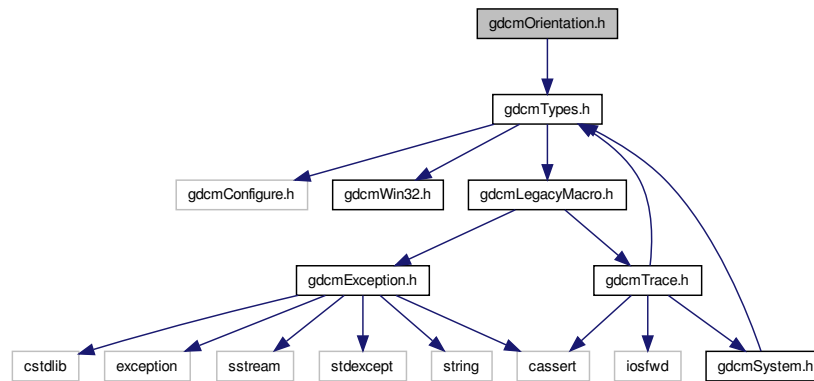 gdcmOrientation.h
gdcmTypes.h
gdcmConfigure.h
gdcmWin32.h
gdcmLegacyMacro.h
gdcmException.h
gdcmTrace.h
cstdlib
exception
sstream
stdexcept
string
cassert
iosfwd
gdcmSystem.h